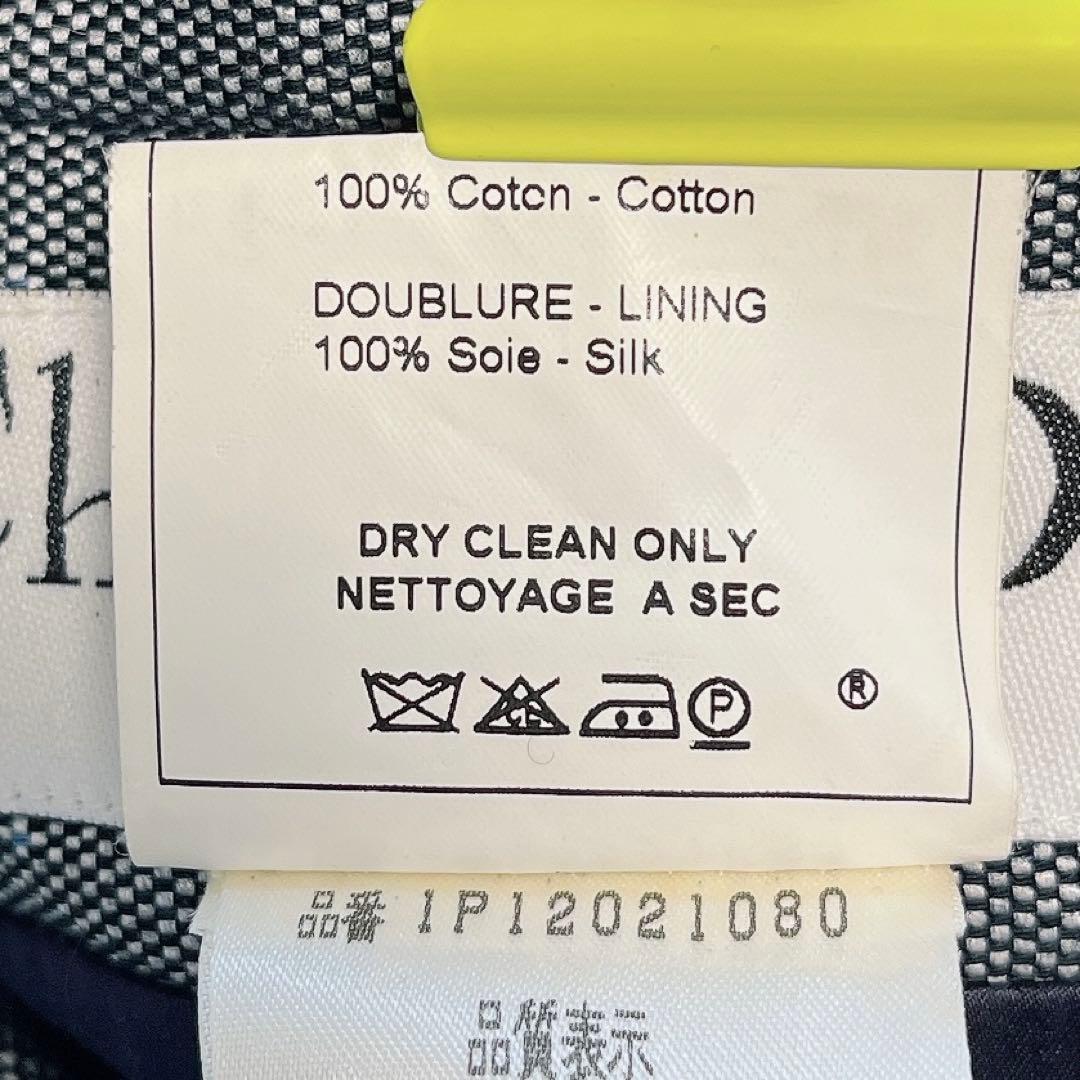 100% Coton - Cotton
DOUBLURE - LINING
100% Soie - Silk
DRY CLEAN ONLY
NETTOYAGE A SEC
CL
P
®
品番 1P12021080
品質表示